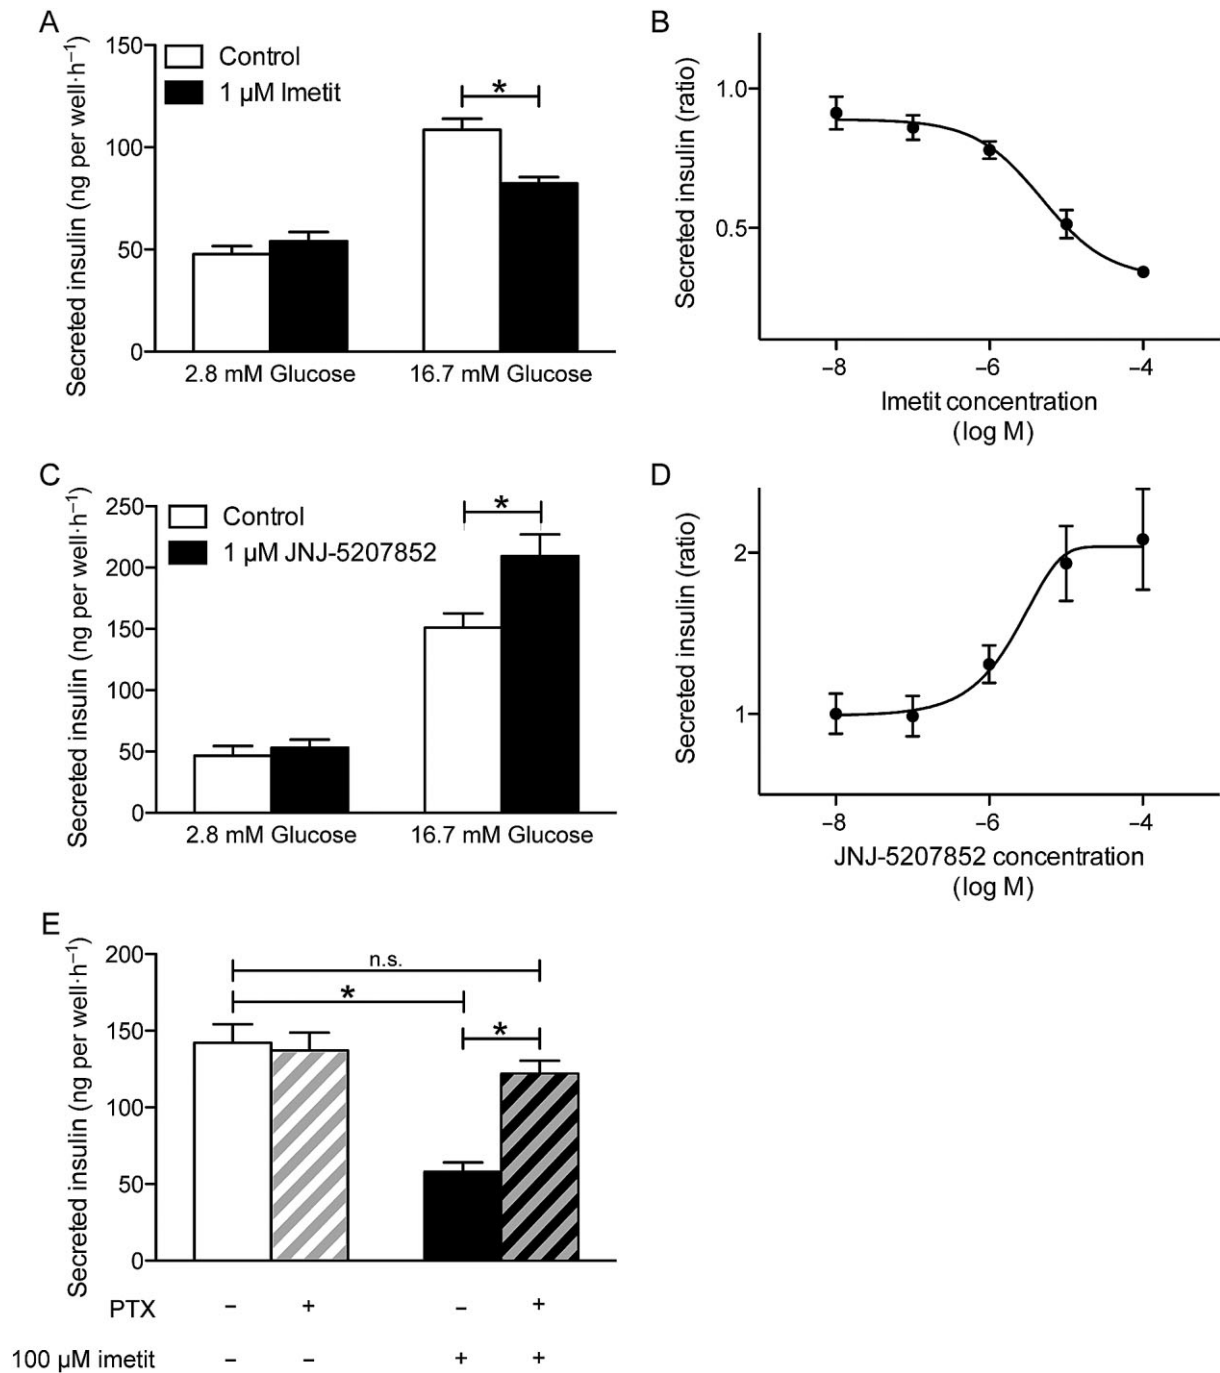 A
Secreted insulin (ng per well·h⁻¹)
150
100
50
0
Control
1 µM Imetit
*
2.8 mM Glucose
16.7 mM Glucose
B
Secreted insulin (ratio)
1.0
0.5
−8
−6
−4
Imetit concentration
(log M)
C
Secreted insulin (ng per well·h⁻¹)
250
200
150
100
50
0
Control
1 µM JNJ-5207852
*
2.8 mM Glucose
16.7 mM Glucose
D
Secreted insulin (ratio)
2
1
−8
−6
−4
JNJ-5207852 concentration
(log M)
E
Secreted insulin (ng per well·h⁻¹)
200
150
100
50
0
n.s.
*
*
PTX − + − +
100 µM imetit − − + +